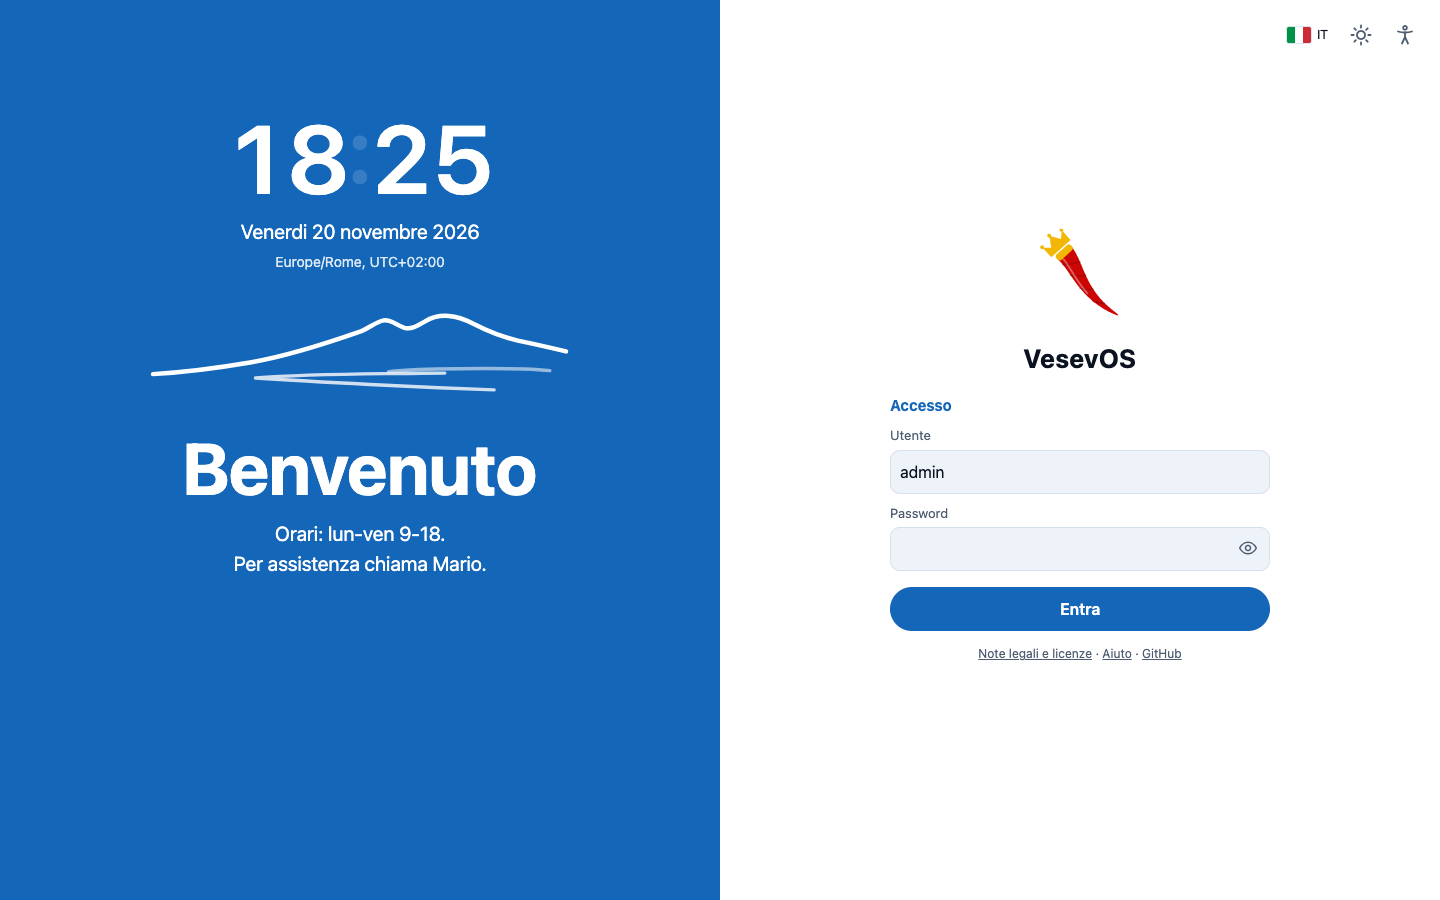 18:25
Venerdì 20 novembre 2026
Europe/Rome, UTC+02:00
Benvenuto
Orari: lun-ven 9-18.
Per assistenza chiama Mario.
IT
VesevOS
Accesso
Utente
admin
Password
Entra
Note legali e licenze · Aiuto · GitHub